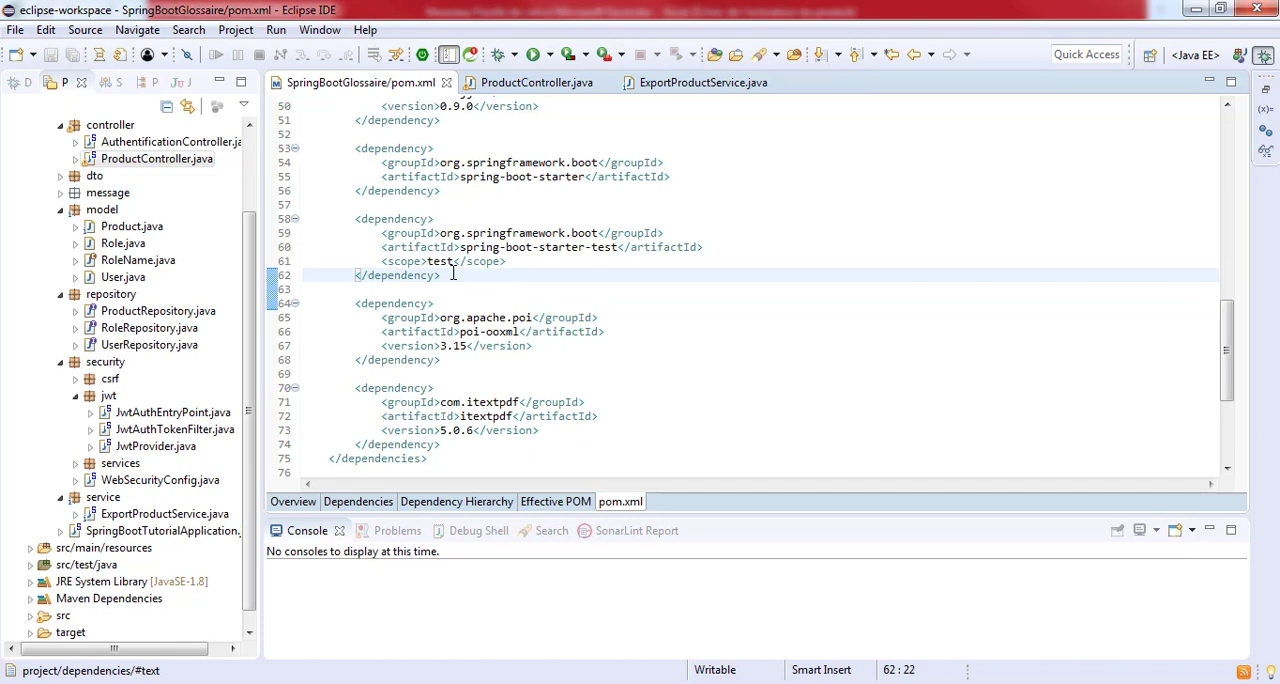 eclipse-workspace - SpringBootGlossaire/pom.xml - Eclipse IDE
File Edit Source Navigate Search Project Run Window Help
Quick Access
<Java EE>
D P S P J U
SpringBootGlossaire/pom.xml
ProductController.java
ExportProductService.java
controller
AuthentificationController.ja
ProductController.java
dto
message
model
Product.java
Role.java
RoleName.java
User.java
repository
ProductRepository.java
RoleRepository.java
UserRepository.java
security
csrf
jwt
JwtAuthEntryPoint.java
JwtAuthTokenFilter.java
JwtProvider.java
services
WebSecurityConfig.java
service
ExportProductService.java
SpringBootTutorialApplication.
src/main/resources
src/test/java
JRE System Library [JavaSE-1.8]
Maven Dependencies
src
target
50 <version>0.9.0</version>
51 </dependency>
52
53 <dependency>
54 <groupId>org.springframework.boot</groupId>
55 <artifactId>spring-boot-starter</artifactId>
56 </dependency>
57
58 <dependency>
59 <groupId>org.springframework.boot</groupId>
60 <artifactId>spring-boot-starter-test</artifactId>
61 <scope>test</scope>
62 </dependency>
63
64 <dependency>
65 <groupId>org.apache.poi</groupId>
66 <artifactId>poi-ooxml</artifactId>
67 <version>3.15</version>
68 </dependency>
69
70 <dependency>
71 <groupId>com.itextpdf</groupId>
72 <artifactId>itextpdf</artifactId>
73 <version>5.0.6</version>
74 </dependency>
75 </dependencies>
76
Overview Dependencies Dependency Hierarchy Effective POM pom.xml
Console Problems Debug Shell Search SonarLint Report
No consoles to display at this time.
project/dependencies/#text
Writable
Smart Insert
62 : 22